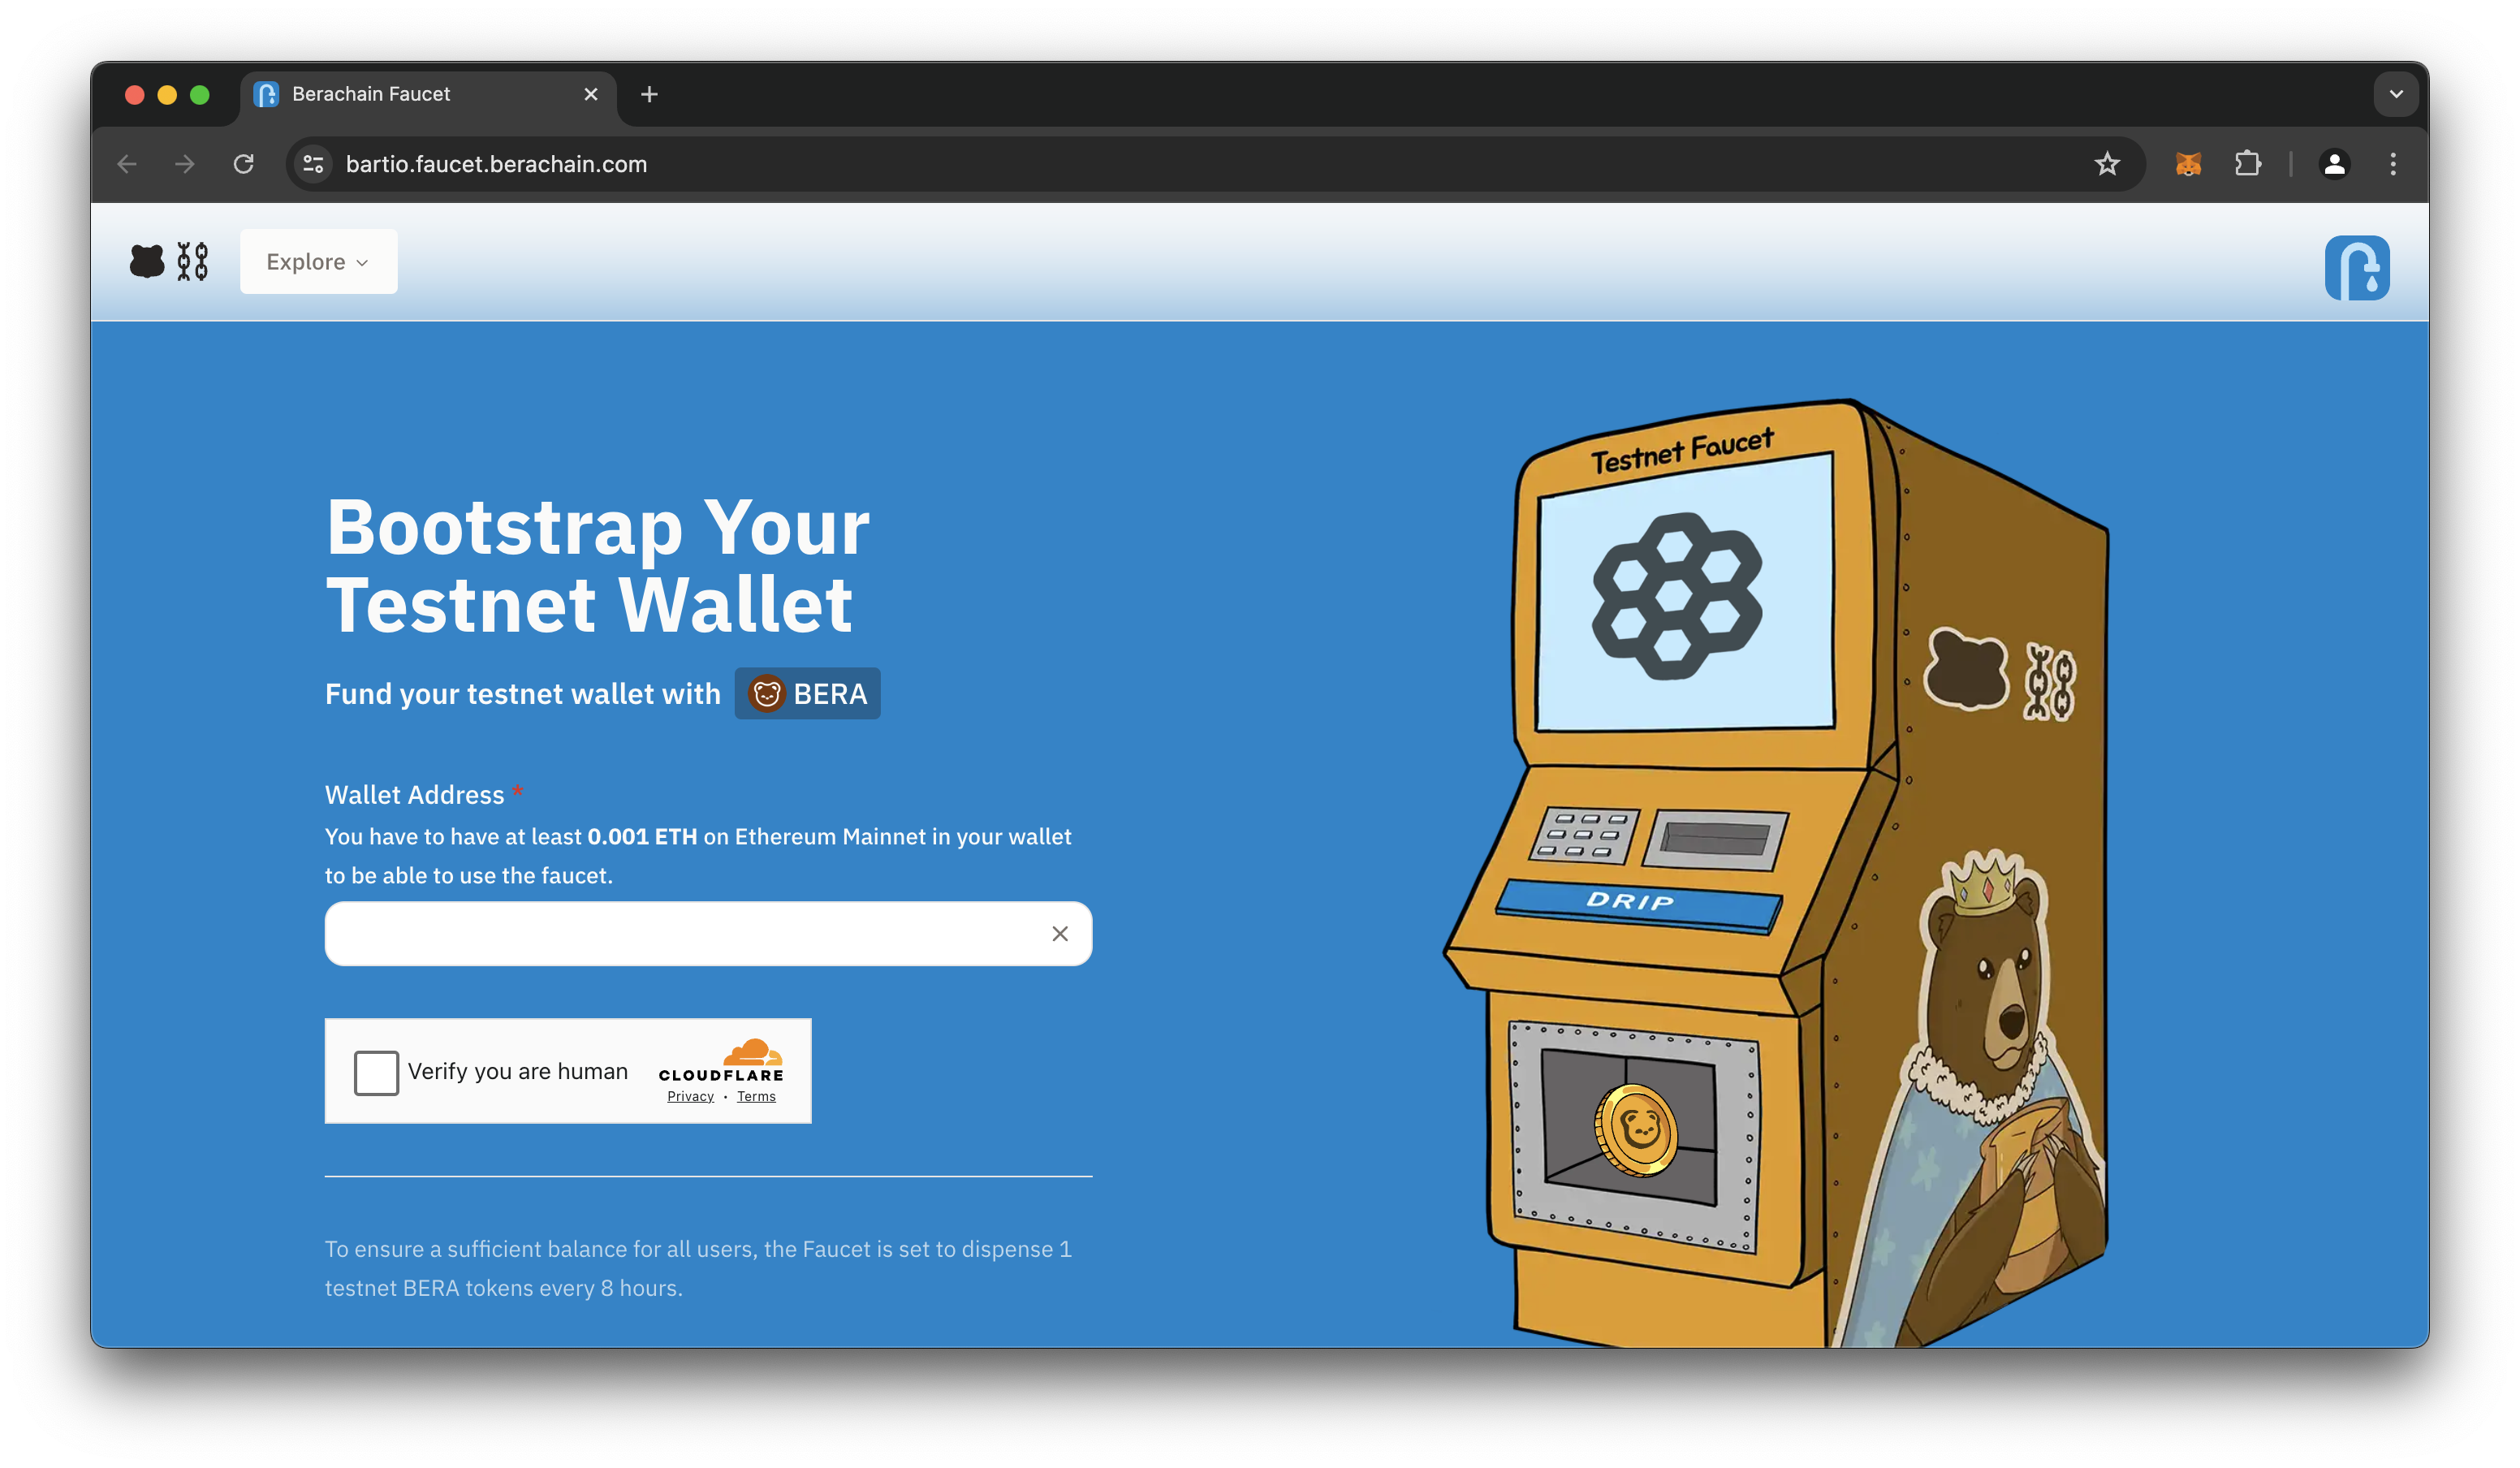 Berachain Faucet
bartio.faucet.berachain.com
Explore
Bootstrap Your
Testnet Wallet
Fund your testnet wallet with BERA
Wallet Address *
You have to have at least 0.001 ETH on Ethereum Mainnet in your wallet
to be able to use the faucet.
Verify you are human
CLOUDFLARE
Privacy • Terms
To ensure a sufficient balance for all users, the Faucet is set to dispense 1
testnet BERA tokens every 8 hours.
Testnet Faucet
DRIP